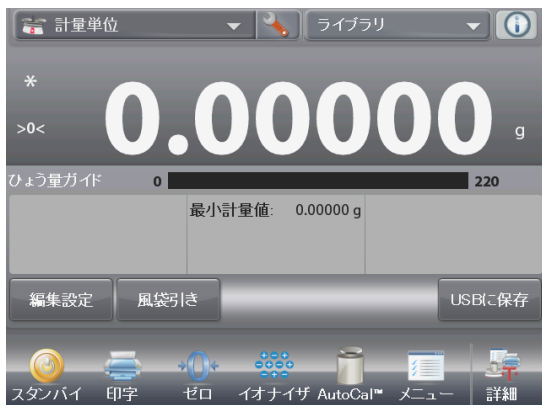 計量単位 ライブラリ
*
>0< 0.00000 g
ひょう量ガイド 0 220
最小計量値: 0.00000 g
編集設定 風袋引き USBに保存
スタンバイ 印字 ゼロ イオナイザ AutoCal™ メニュー 詳細